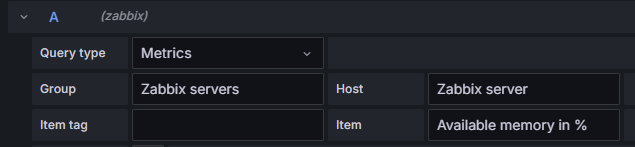 A (zabbix)
Query type Metrics
Group Zabbix servers Host Zabbix server
Item tag Item Available memory in %